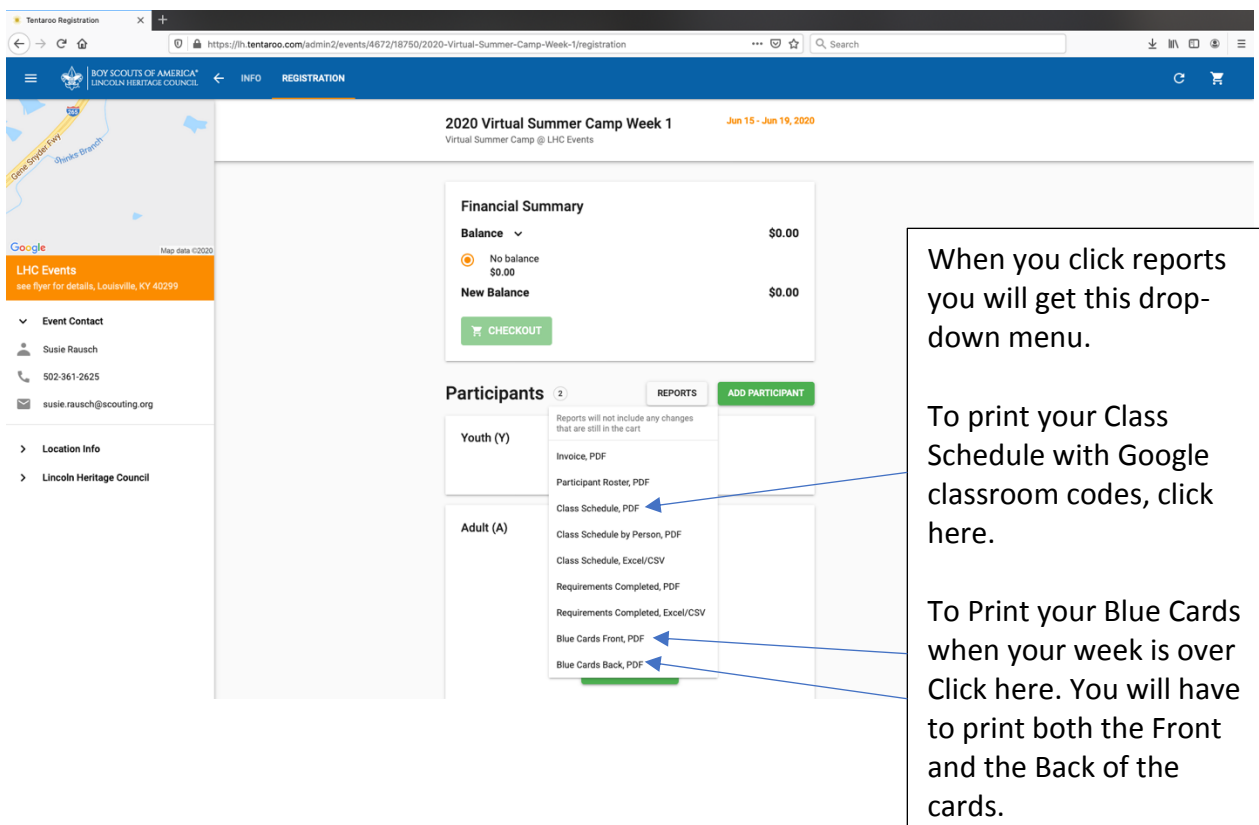 Tentaroo Registration
https://lh.tentaroo.com/admin2/events/4672/18750/2020-Virtual-Summer-Camp-Week-1/registration
Search
BOY SCOUTS OF AMERICA®
LINCOLN HERITAGE COUNCIL
INFO
REGISTRATION
265
Gene Snyder Fwy
Shinks Branch
Google
Map data ©2020
LHC Events
see flyer for details, Louisville, KY 40299
Event Contact
Susie Rausch
502-361-2625
susie.rausch@scouting.org
Location Info
Lincoln Heritage Council
2020 Virtual Summer Camp Week 1
Jun 15 - Jun 19, 2020
Virtual Summer Camp @ LHC Events
Financial Summary
Balance $0.00
No balance
$0.00
New Balance $0.00
CHECKOUT
Participants 2
REPORTS
ADD PARTICIPANT
Youth (Y)
Adult (A)
Reports will not include any changes
that are still in the cart
Invoice, PDF
Participant Roster, PDF
Class Schedule, PDF
Class Schedule by Person, PDF
Class Schedule, Excel/CSV
Requirements Completed, PDF
Requirements Completed, Excel/CSV
Blue Cards Front, PDF
Blue Cards Back, PDF
When you click reports
you will get this drop-
down menu.
To print your Class
Schedule with Google
classroom codes, click
here.
To Print your Blue Cards
when your week is over
Click here. You will have
to print both the Front
and the Back of the
cards.